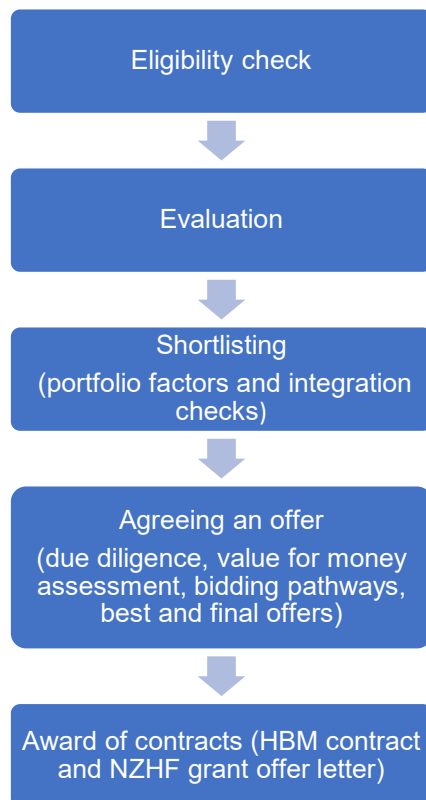 Eligibility check
Evaluation
Shortlisting
(portfolio factors and integration
checks)
Agreeing an offer
(due diligence, value for money
assessment, bidding pathways,
best and final offers)
Award of contracts (HBM contract
and NZHF grant offer letter)